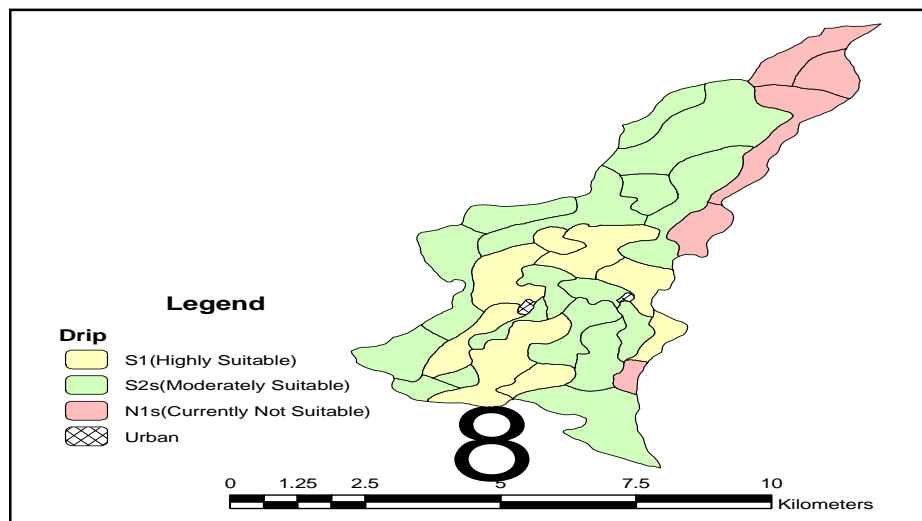 Legend
Drip
S1(Highly Suitable)
S2s(Moderately Suitable)
N1s(Currently Not Suitable)
Urban
8
0 1.25 2.5 5 7.5 10
Kilometers